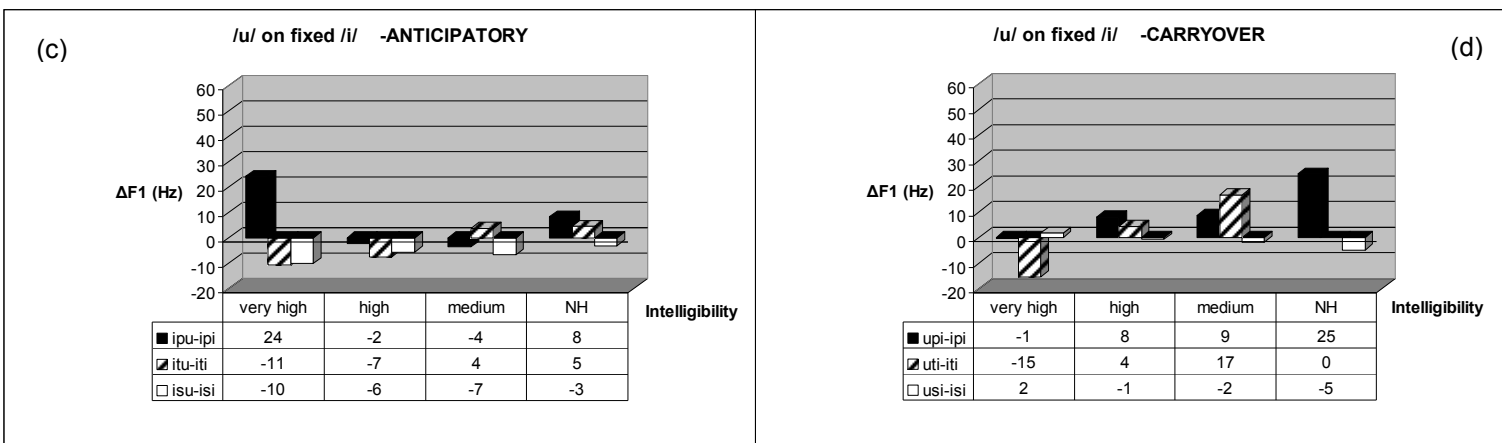 (c)
/u/ on fixed /i/ -ANTICIPATORY
60
50
40
30
20
10
0
-10
-20
ΔF1 (Hz)
very high high medium NH
Intelligibility
ipu-ipi 24 -2 -4 8
itu-iti -11 -7 4 5
isu-isi -10 -6 -7 -3
/u/ on fixed /i/ -CARRYOVER
(d)
60
50
40
30
20
10
0
-10
-20
ΔF1 (Hz)
very high high medium NH
Intelligibility
upi-ipi -1 8 9 25
uti-iti -15 4 17 0
usi-isi 2 -1 -2 -5